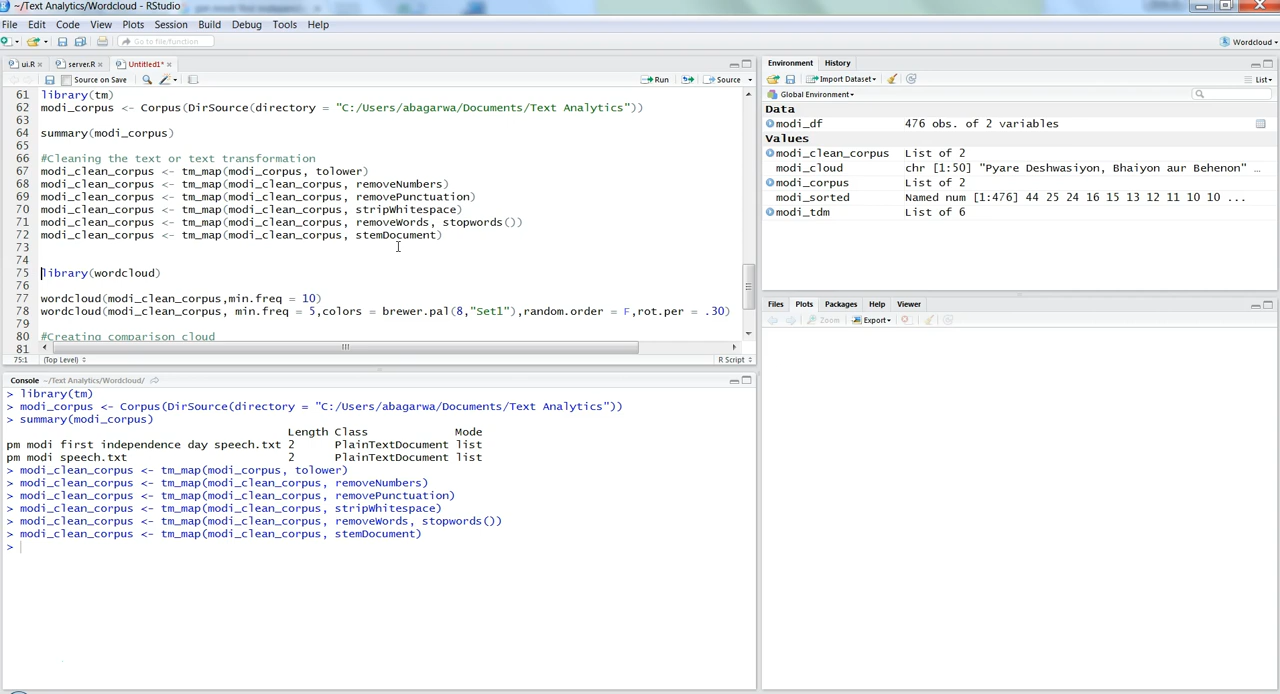 ~/Text Analytics/Wordcloud - RStudio
File Edit Code View Plots Session Build Debug Tools Help
Go to file/function
Wordcloud
ui.R
server.R
Untitled1*
Source on Save
Run
Source
61 library(tm)
62 modi_corpus <- Corpus(DirSource(directory = "C:/Users/abagarwa/Documents/Text Analytics"))
63
64 summary(modi_corpus)
65
66 #Cleaning the text or text transformation
67 modi_clean_corpus <- tm_map(modi_corpus, tolower)
68 modi_clean_corpus <- tm_map(modi_clean_corpus, removeNumbers)
69 modi_clean_corpus <- tm_map(modi_clean_corpus, removePunctuation)
70 modi_clean_corpus <- tm_map(modi_clean_corpus, stripWhitespace)
71 modi_clean_corpus <- tm_map(modi_clean_corpus, removeWords, stopwords())
72 modi_clean_corpus <- tm_map(modi_clean_corpus, stemDocument)
73
74
75 library(wordcloud)
76
77 wordcloud(modi_clean_corpus,min.freq = 10)
78 wordcloud(modi_clean_corpus, min.freq = 5,colors = brewer.pal(8,"Set1"),random.order = F,rot.per = .30)
79
80 #Creating comparison cloud
81
75:1 (Top Level) R Script
Console ~/Text Analytics/Wordcloud/
> library(tm)
> modi_corpus <- Corpus(DirSource(directory = "C:/Users/abagarwa/Documents/Text Analytics"))
> summary(modi_corpus)
Length Class Mode
pm modi first independence day speech.txt 2 PlainTextDocument list
pm modi speech.txt 2 PlainTextDocument list
> modi_clean_corpus <- tm_map(modi_corpus, tolower)
> modi_clean_corpus <- tm_map(modi_clean_corpus, removeNumbers)
> modi_clean_corpus <- tm_map(modi_clean_corpus, removePunctuation)
> modi_clean_corpus <- tm_map(modi_clean_corpus, stripWhitespace)
> modi_clean_corpus <- tm_map(modi_clean_corpus, removeWords, stopwords())
> modi_clean_corpus <- tm_map(modi_clean_corpus, stemDocument)
>
Environment History
Import Dataset
List
Global Environment
Data
modi_df 476 obs. of 2 variables
Values
modi_clean_corpus List of 2
modi_cloud chr [1:50] "Pyare Deshwasiyon, Bhaiyon aur Behenon" …
modi_corpus List of 2
modi_sorted Named num [1:476] 44 25 24 16 15 13 12 11 10 10 ...
modi_tdm List of 6
Files Plots Packages Help Viewer
Zoom Export